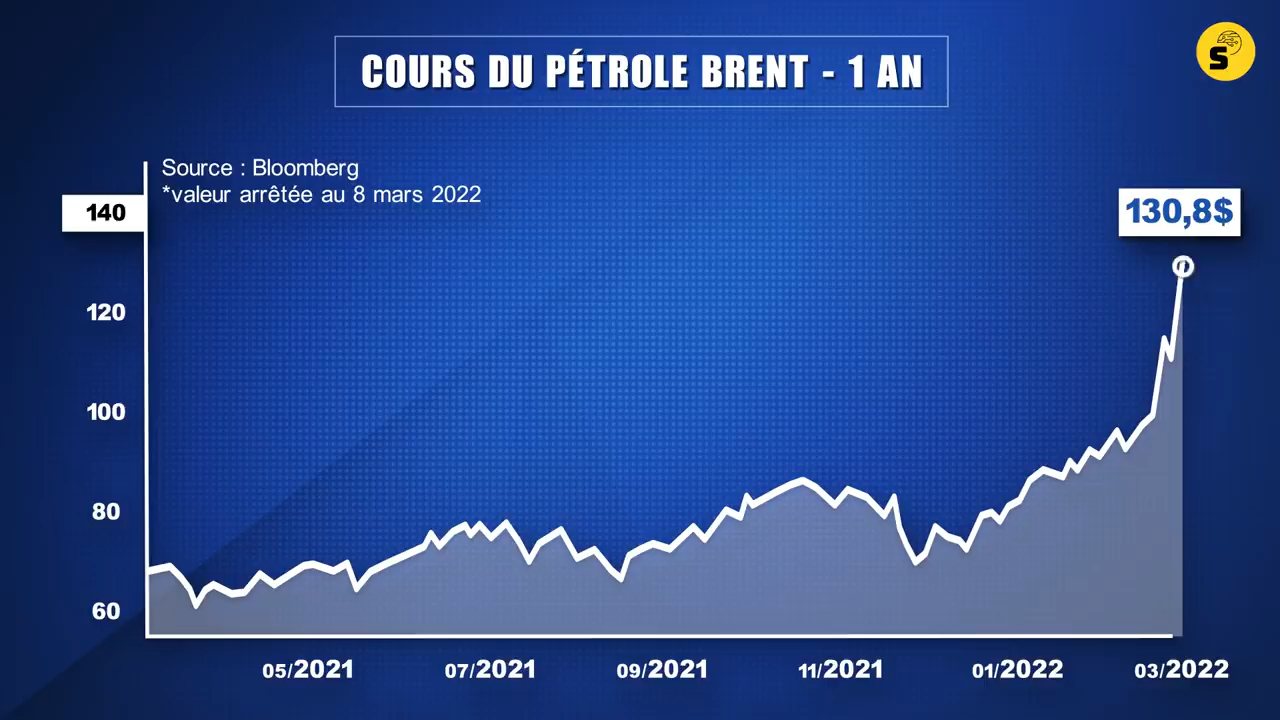 COURS DU PÉTROLE BRENT - 1 AN
S
Source : Bloomberg
*valeur arrêtée au 8 mars 2022
140
130,8$
120
100
80
60
05/2021 07/2021 09/2021 11/2021 01/2022 03/2022